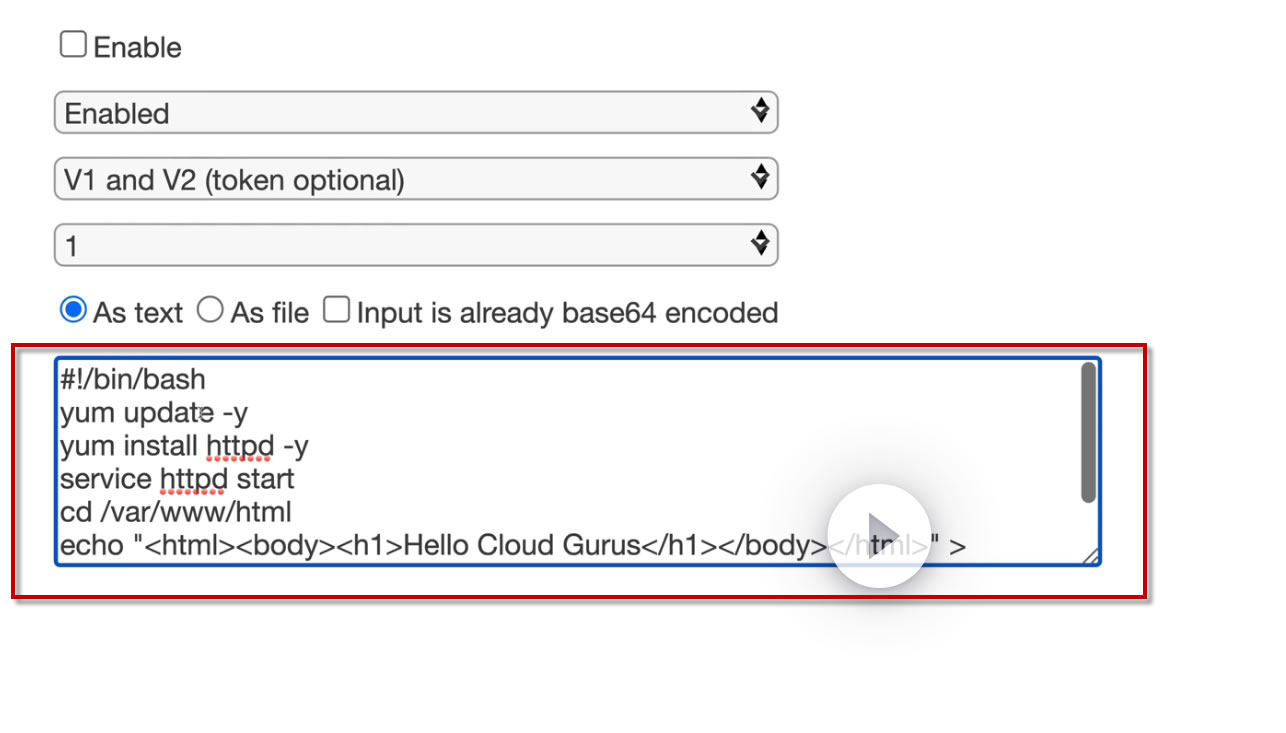 Enable
Enabled
V1 and V2 (token optional)
1
As text As file Input is already base64 encoded
#!/bin/bash
yum update -y
yum install httpd -y
service httpd start
cd /var/www/html
echo "<html><body><h1>Hello Cloud Gurus</h1></body></html>" >